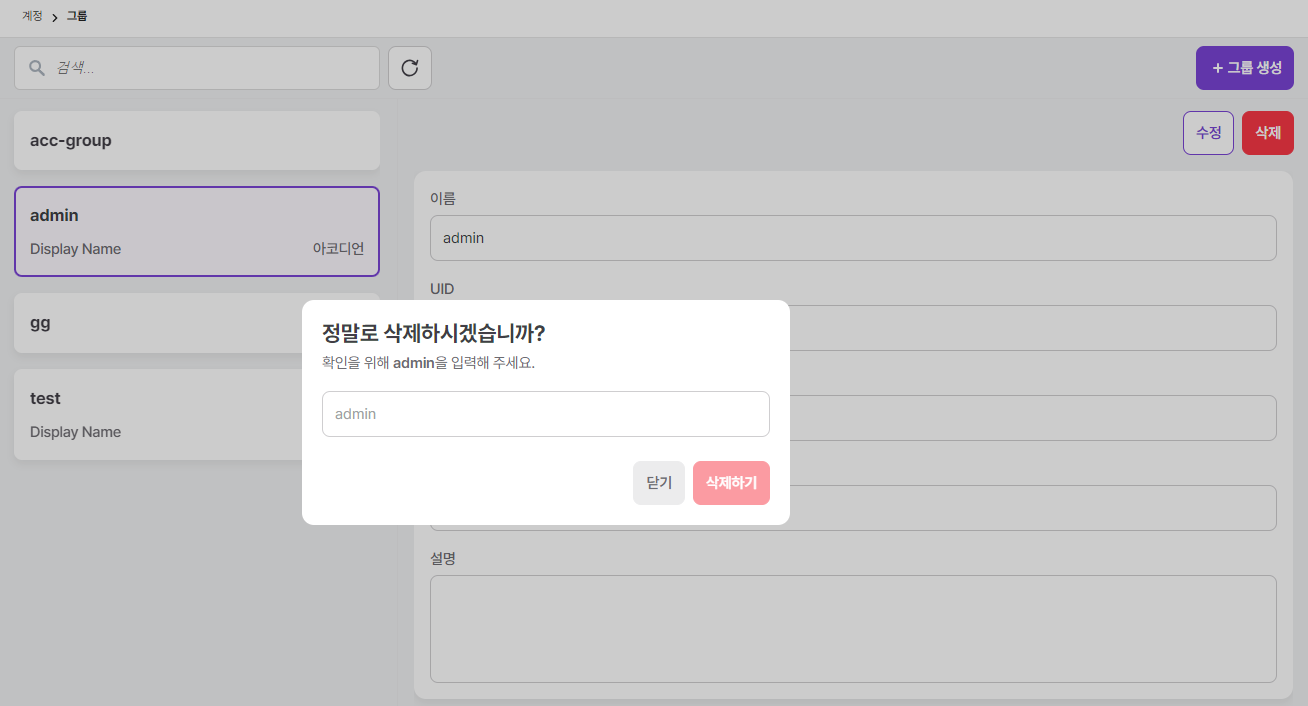 계정 > 그룹
검색...
+ 그룹 생성
acc-group
admin
Display Name 아코디언
gg
test
Display Name
수정 삭제
이름
admin
UID
설명
정말로 삭제하시겠습니까?
확인을 위해 admin을 입력해 주세요.
admin
닫기 삭제하기